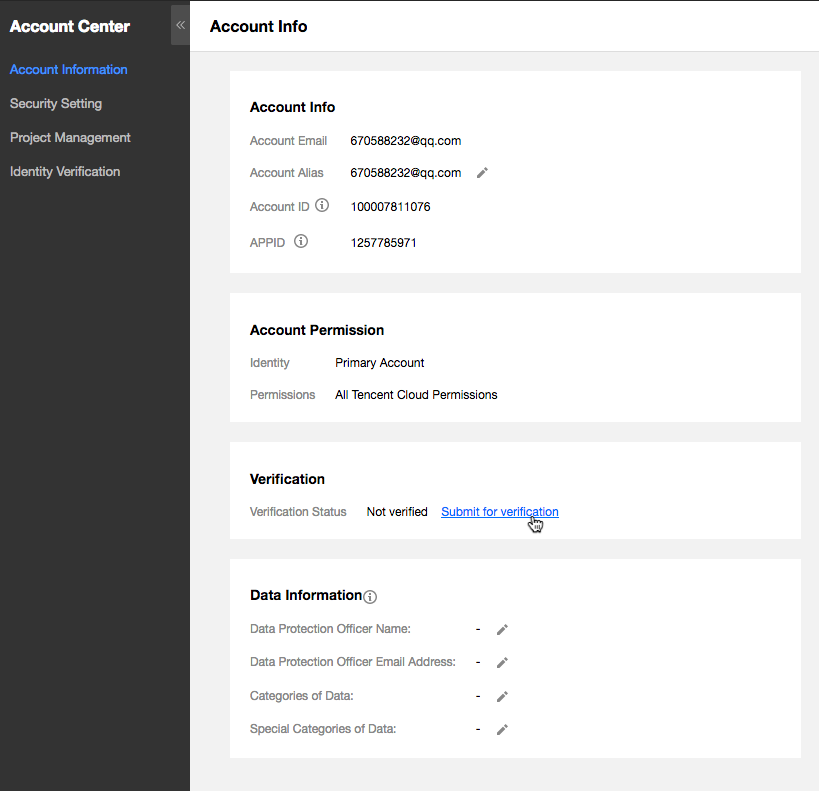 Account Center
«
Account Info
Account Information
Security Setting
Project Management
Identity Verification
Account Info
Account Email 670588232@qq.com
Account Alias 670588232@qq.com
Account ID 100007811076
APPID 1257785971
Account Permission
Identity Primary Account
Permissions All Tencent Cloud Permissions
Verification
Verification Status Not verified Submit for verification
Data Information
Data Protection Officer Name: -
Data Protection Officer Email Address: -
Categories of Data: -
Special Categories of Data: -